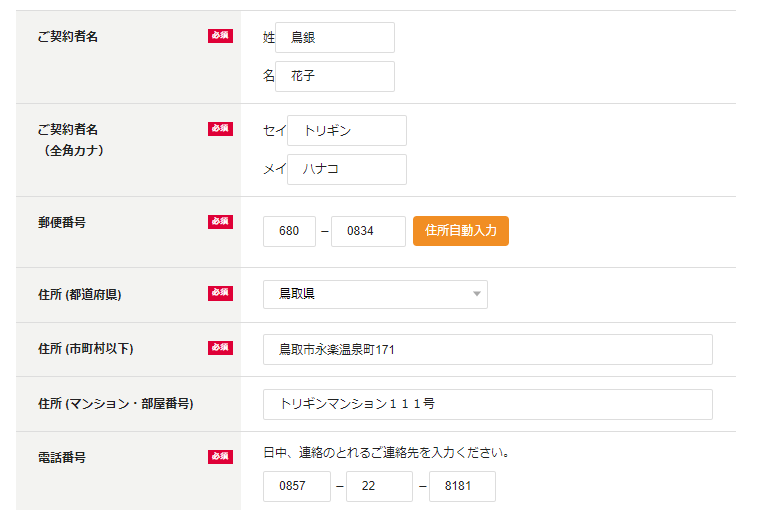 ご契約者名 必須 姓 鳥銀
名 花子
ご契約者名 必須 セイ トリギン
（全角カナ）
メイ ハナコ
郵便番号 必須 680 – 0834 住所自動入力
住所 (都道府県) 必須 鳥取県
住所 (市町村以下) 必須 鳥取市永楽温泉町171
住所 (マンション・部屋番号) トリギンマンション１１１号
電話番号 必須 日中、連絡のとれるご連絡先を入力ください。
0857 – 22 – 8181